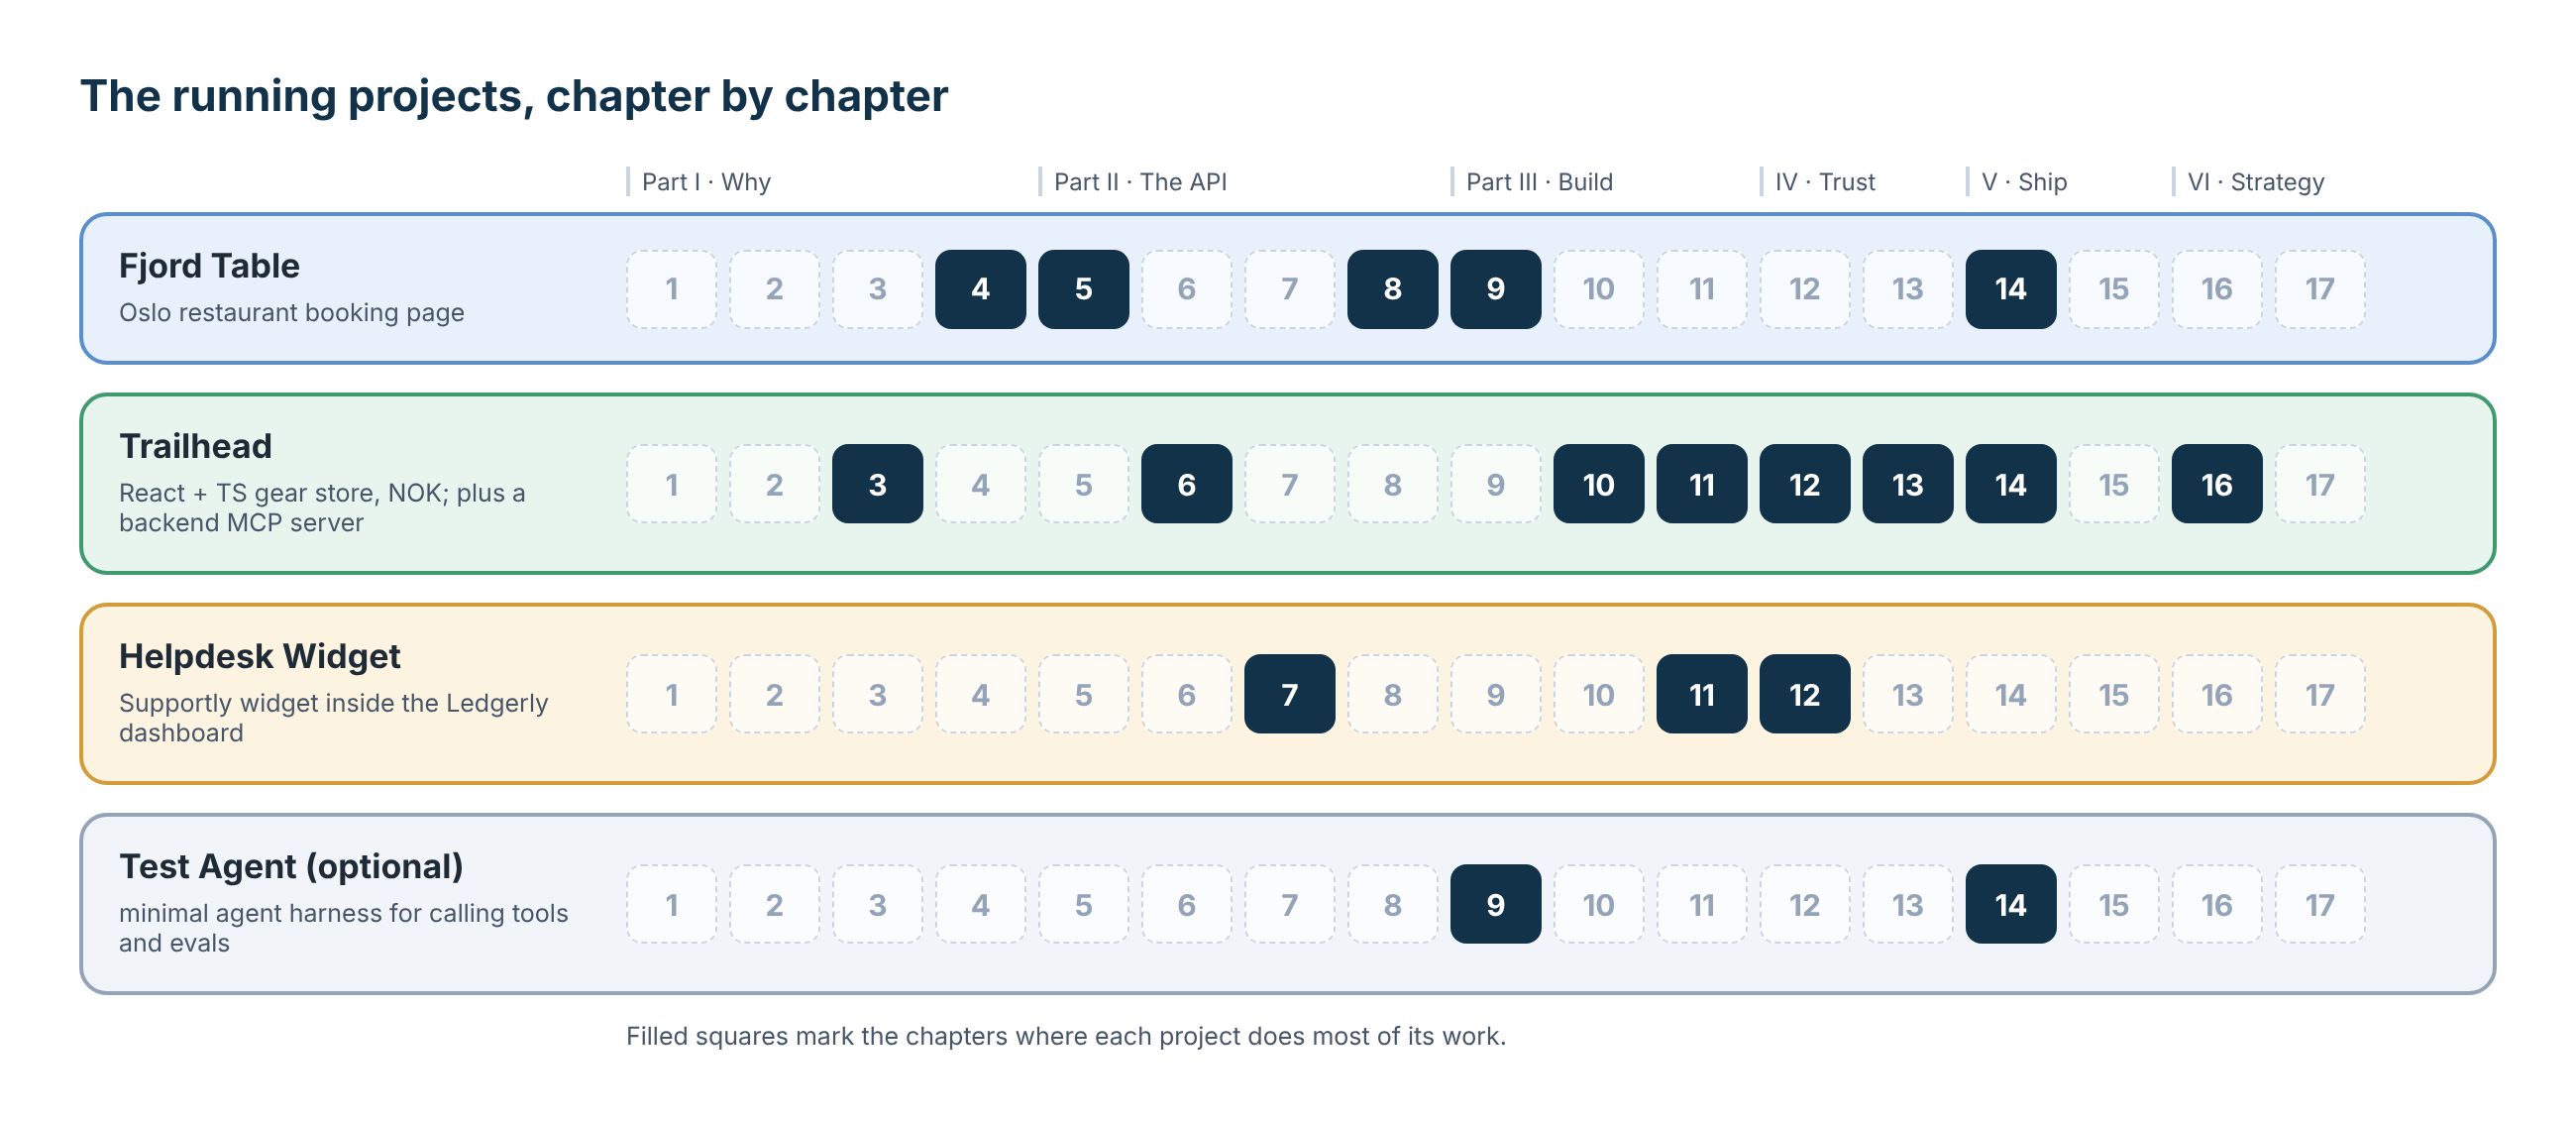 The running projects, chapter by chapter
Part I · Why Part II · The API Part III · Build IV · Trust V · Ship VI · Strategy
Fjord Table
Oslo restaurant booking page
1 2 3 4 5 6 7 8 9 10 11 12 13 14 15 16 17
Trailhead
React + TS gear store, NOK; plus a
backend MCP server
1 2 3 4 5 6 7 8 9 10 11 12 13 14 15 16 17
Helpdesk Widget
Supportly widget inside the Ledgerly
dashboard
1 2 3 4 5 6 7 8 9 10 11 12 13 14 15 16 17
Test Agent (optional)
minimal agent harness for calling tools
and evals
1 2 3 4 5 6 7 8 9 10 11 12 13 14 15 16 17
Filled squares mark the chapters where each project does most of its work.